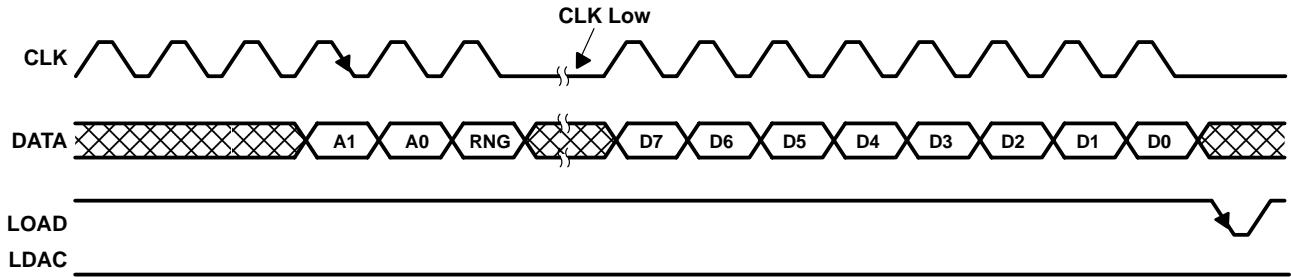 CLK Low
CLK
DATA A1 A0 RNG D7 D6 D5 D4 D3 D2 D1 D0
LOAD
LDAC